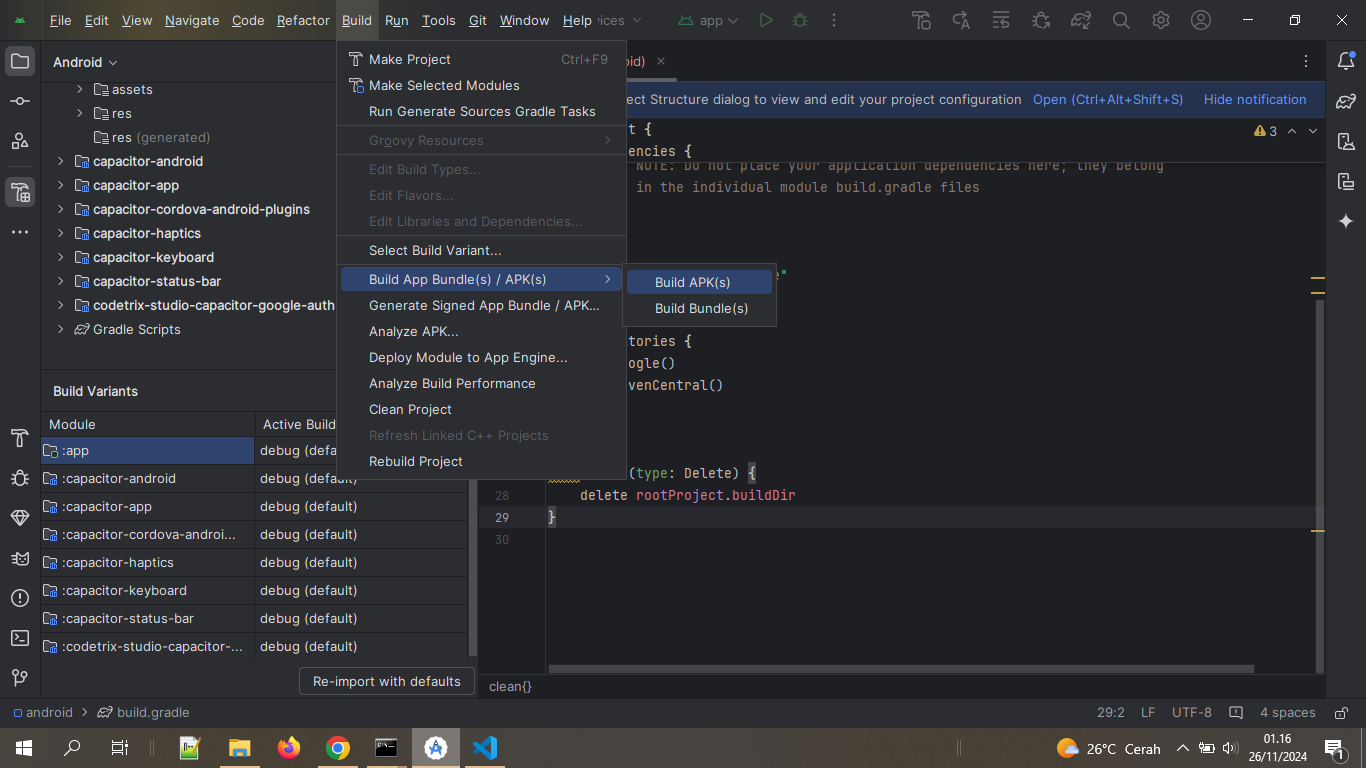 File Edit View Navigate Code Refactor Build Run Tools Git Window Help vices app
Android
assets
res
res (generated)
capacitor-android
capacitor-app
capacitor-cordova-android-plugins
capacitor-haptics
capacitor-keyboard
capacitor-status-bar
codetrix-studio-capacitor-google-auth
Gradle Scripts
Build Variants
Module Active Build
:app debug (defa
:capacitor-android debug (default)
:capacitor-app debug (default)
:capacitor-cordova-androi... debug (default)
:capacitor-haptics debug (default)
:capacitor-keyboard debug (default)
:capacitor-status-bar debug (default)
:codetrix-studio-capacitor-... debug (default)
Re-import with defaults
Make Project Ctrl+F9
Make Selected Modules
Run Generate Sources Gradle Tasks
Groovy Resources
Edit Build Types...
Edit Flavors...
Edit Libraries and Dependencies...
Select Build Variant...
Build App Bundle(s) / APK(s)
Generate Signed App Bundle / APK...
Analyze APK...
Deploy Module to App Engine...
Analyze Build Performance
Clean Project
Refresh Linked C++ Projects
Rebuild Project
Build APK(s)
Build Bundle(s)
oid)
ect Structure dialog to view and edit your project configuration Open (Ctrl+Alt+Shift+S) Hide notification
t { 3
encies {
NOTE: Do not place your application dependencies here; they belong
in the individual module build.gradle files
e"
tories {
ogle()
venCentral()
(type: Delete) {
28 delete rootProject.buildDir
29 }
30
clean{}
android > build.gradle 29:2 LF UTF-8 4 spaces
26°C Cerah 01.16
26/11/2024
1